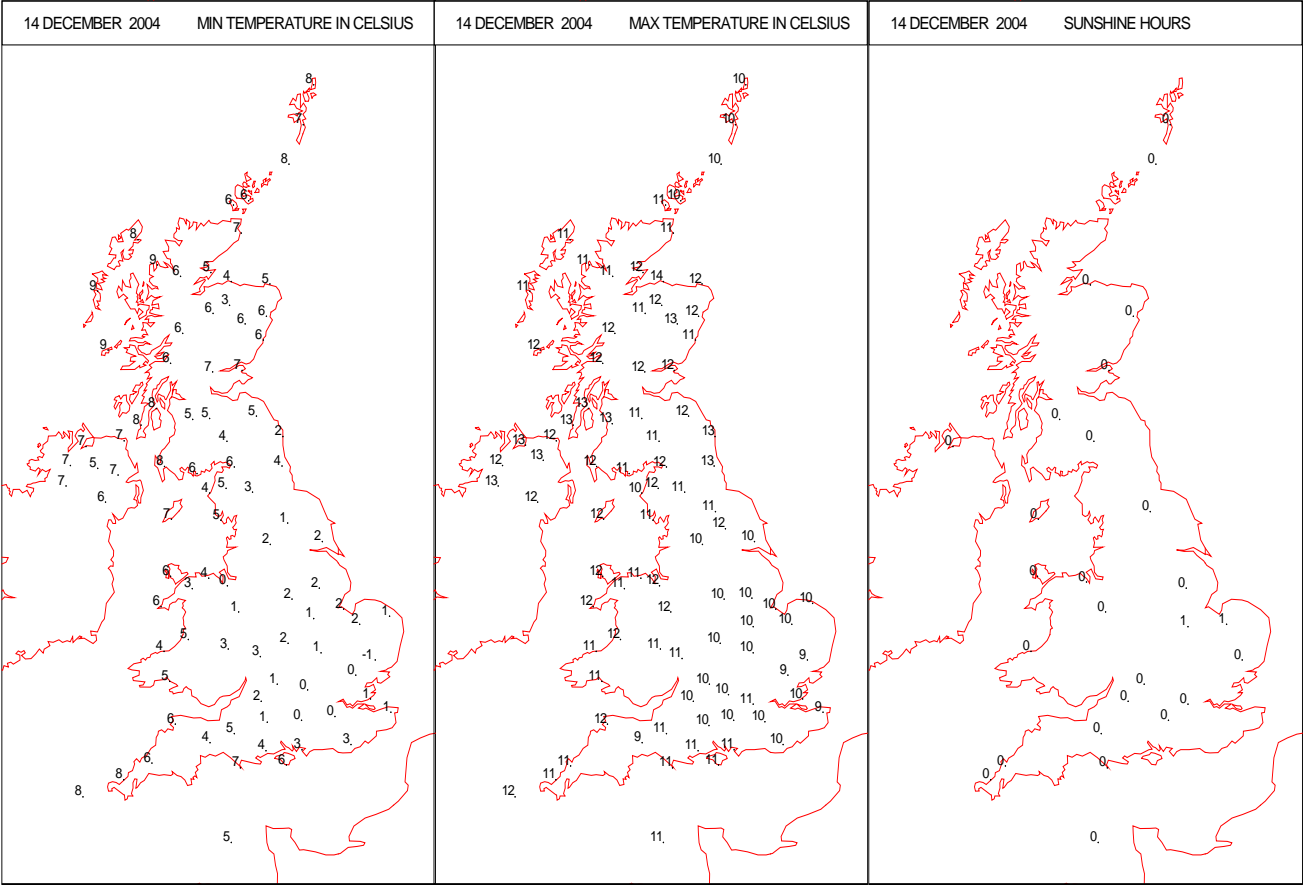 14 DECEMBER 2004 MIN TEMPERATURE IN CELSIUS
8.
7.
8.
6. 6.
7.
8.
9. 6. 5. 4. 5.
9. 3.
6. 6. 6.
6. 6.
9. 6. 7. 7.
8. 5. 5. 5.
8. 4. 2.
7. 7.
7. 5. 7. 8 6. 6. 4.
7. 6. 4. 5. 3.
7. 5. 1.
2. 2.
6. 3. 4. 0. 2.
6. 1. 2. 1. 2. 2. 1.
4. 5. 3. 3. 2. 1. -1.
5. 1. 0. 0.
2. 1.
6. 5. 1. 0. 0. 1.
4. 4. 3. 3.
6. 7. 6.
8.
8.
5.
14 DECEMBER 2004 MAX TEMPERATURE IN CELSIUS
10.
10.
10.
11. 10.
11.
11.
11 11. 12. 14 12.
11. 12.
11. 13. 12.
12. 11.
12. 12. 12. 12.
13. 13. 11. 12.
13. 11. 13.
13. 12.
12. 13. 12. 11. 12. 13.
13. 12. 10. 12. 11.
12. 11. 11. 12.
10. 10.
12. 11. 11. 12.
12. 12. 10. 10. 10. 10.
10. 10.
11. 12. 11. 11. 10. 10. 9.
11. 10. 10. 9.
10. 11. 10.
12. 11. 10. 10. 10. 9.
9. 11. 11. 10.
11. 11. 11.
11.
12.
11.
14 DECEMBER 2004 SUNSHINE HOURS
0.
0.
0.
0.
0.
0.
0. 0.
0. 0.
0. 0. 0.
0. 1. 1.
0. 0.
0. 0. 0.
0. 0.
0. 0. 0.
0.